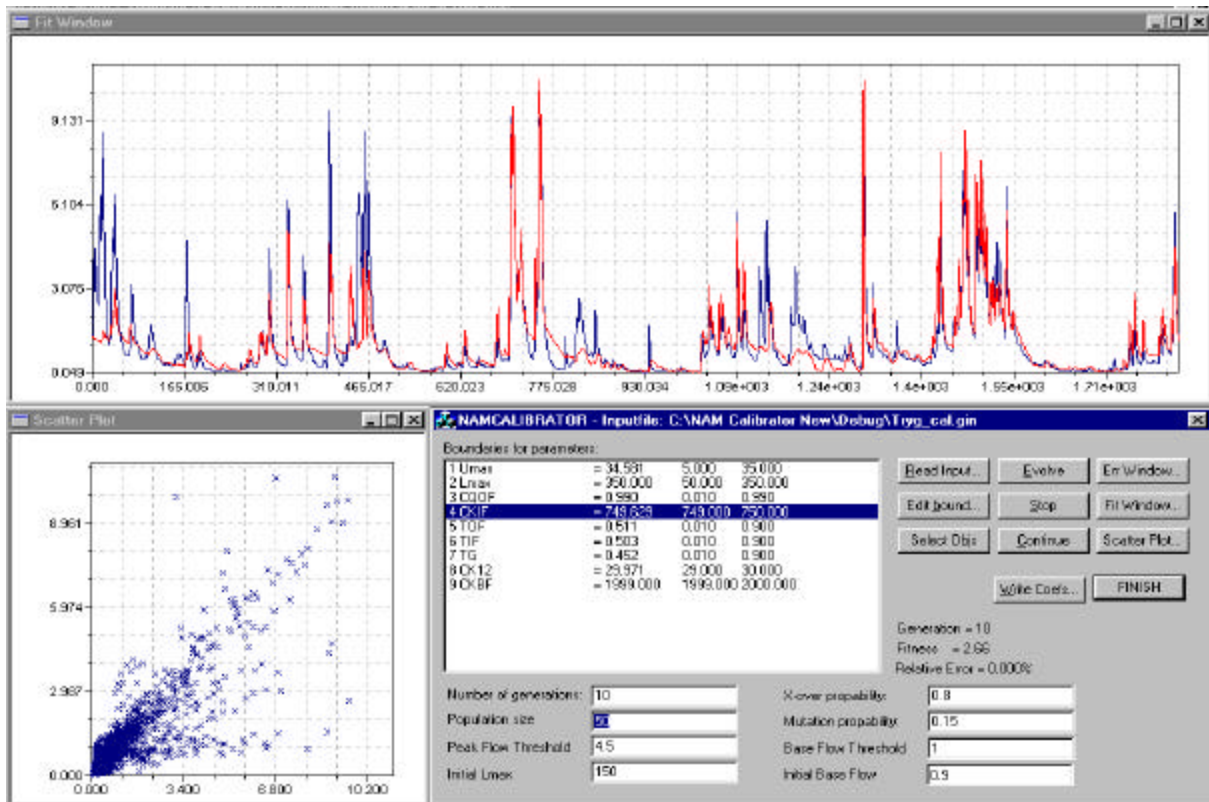 Fit Window
9.131
6.104
3.076
0.049
0.000 155.005 310.011 465.017 620.023 775.028 930.034 1.09e+003 1.24e+003 1.4e+003 1.55e+003 1.71e+003
Scatter Plot
8.961
5.974
2.987
0.000
0.000 3.400 6.800 10.200
NAMCALIBRATOR - Inputfile: C:\NAM Calibrator New\Debug\Tryg_cal.gin
Boundaries for parameters:
1 Umax = 34.581 5.000 35.000
2 Lmax = 350.000 50.000 350.000
3 CQOF = 0.990 0.010 0.990
4 CKIF = 749.629 749.000 750.000
5 TOF = 0.511 0.010 0.900
6 TIF = 0.503 0.010 0.900
7 TG = 0.452 0.010 0.900
8 CK12 = 29.971 29.000 30.000
9 CKBF = 1999.000 1999.000 2000.000
Read Input... Evolve Err Window...
Edit bound... Stop Fit Window...
Select Objs Continue Scatter Plot...
Write Coefs... FINISH
Generation = 10
Fitness = 2.66
Relative Error = 0.000%
Number of generations: 10 X-over propability: 0.8
Population size 50 Mutation propability: 0.15
Peak Flow Threshold 4.5 Base Flow Threshold 1
Initial Lmax 150 Initial Base Flow 0.9